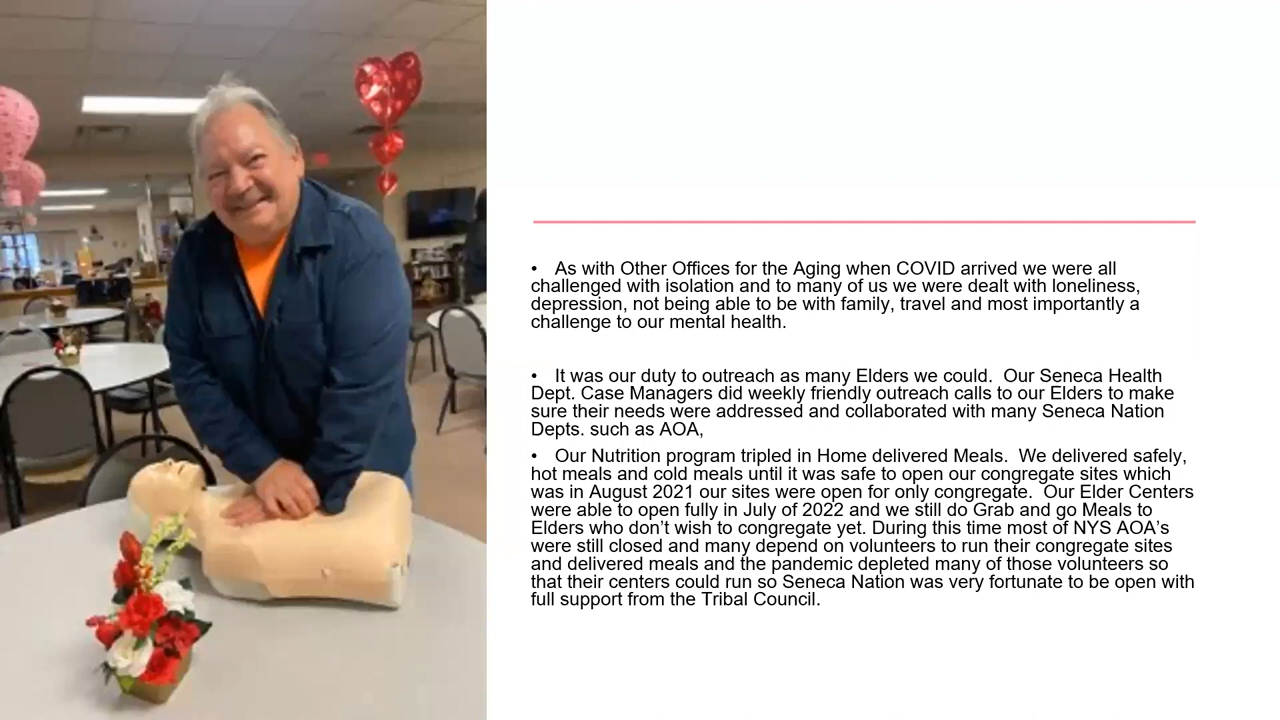 • As with Other Offices for the Aging when COVID arrived we were all
challenged with isolation and to many of us we were dealt with loneliness,
depression, not being able to be with family, travel and most importantly a
challenge to our mental health.
• It was our duty to outreach as many Elders we could. Our Seneca Health
Dept. Case Managers did weekly friendly outreach calls to our Elders to make
sure their needs were addressed and collaborated with many Seneca Nation
Depts. such as AOA,
• Our Nutrition program tripled in Home delivered Meals. We delivered safely,
hot meals and cold meals until it was safe to open our congregate sites which
was in August 2021 our sites were open for only congregate. Our Elder Centers
were able to open fully in July of 2022 and we still do Grab and go Meals to
Elders who don’t wish to congregate yet. During this time most of NYS AOA’s
were still closed and many depend on volunteers to run their congregate sites
and delivered meals and the pandemic depleted many of those volunteers so
that their centers could run so Seneca Nation was very fortunate to be open with
full support from the Tribal Council.